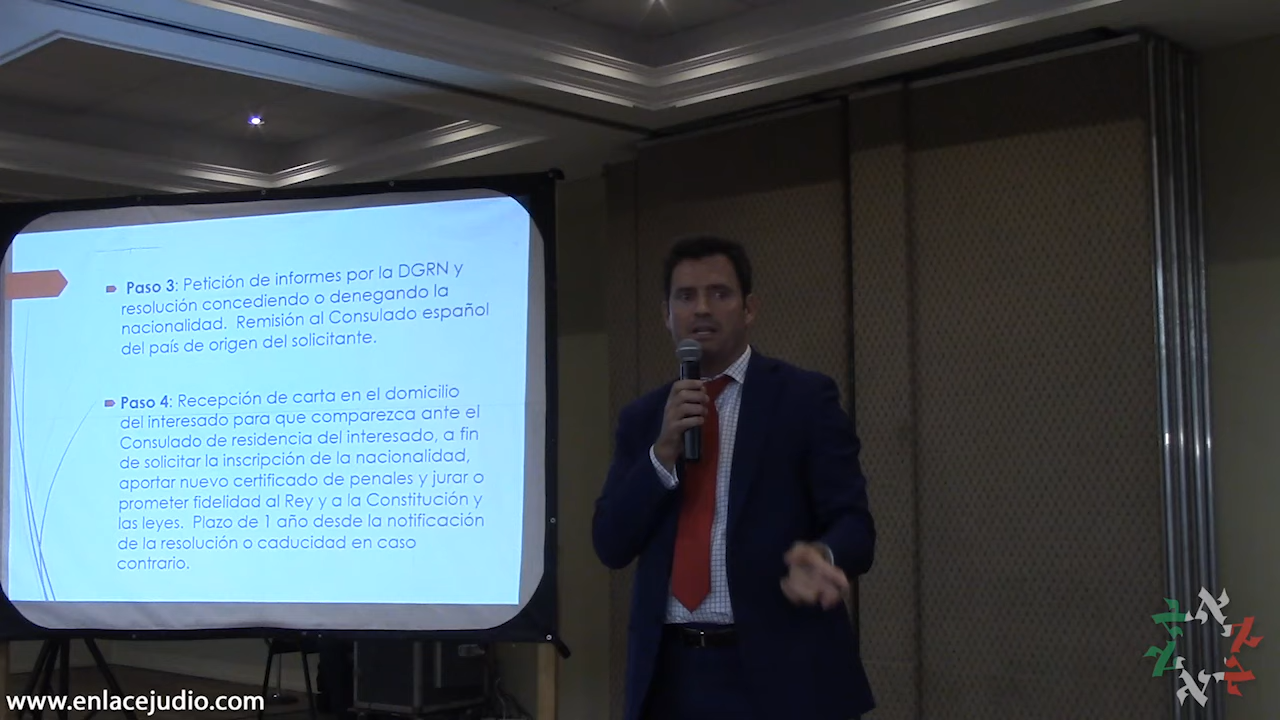 Paso 3: Petición de informes por la DGRN y
resolución concediendo o denegando la
nacionalidad. Remisión al Consulado español
del país de origen del solicitante.
Paso 4: Recepción de carta en el domicilio
del interesado para que comparezca ante el
Consulado de residencia del interesado, a fin
de solicitar la inscripción de la nacionalidad,
aportar nuevo certificado de penales y jurar o
prometer fidelidad al Rey y a la Constitución y
las leyes. Plazo de 1 año desde la notificación
de la resolución o caducidad en caso
contrario.
www.enlacejudio.com